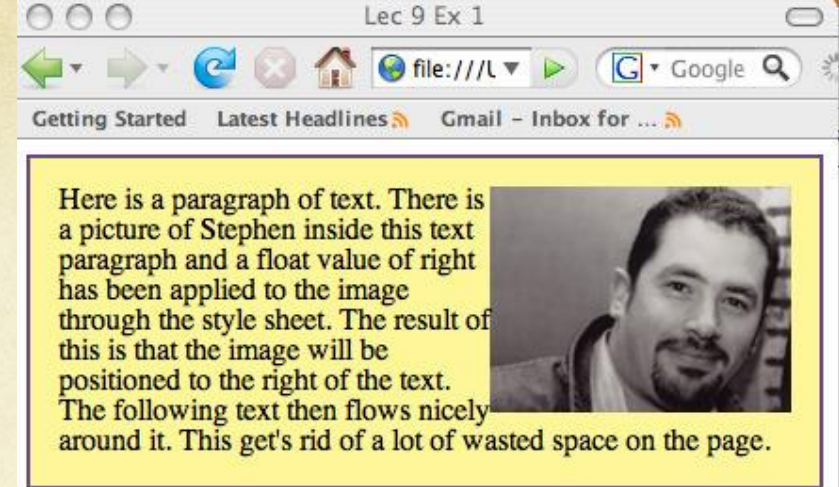 Lec 9 Ex 1
file:///
G Google
Getting Started Latest Headlines Gmail - Inbox for ...
Here is a paragraph of text. There is
a picture of Stephen inside this text
paragraph and a float value of right
has been applied to the image
through the style sheet. The result of
this is that the image will be
positioned to the right of the text.
The following text then flows nicely
around it. This get's rid of a lot of wasted space on the page.